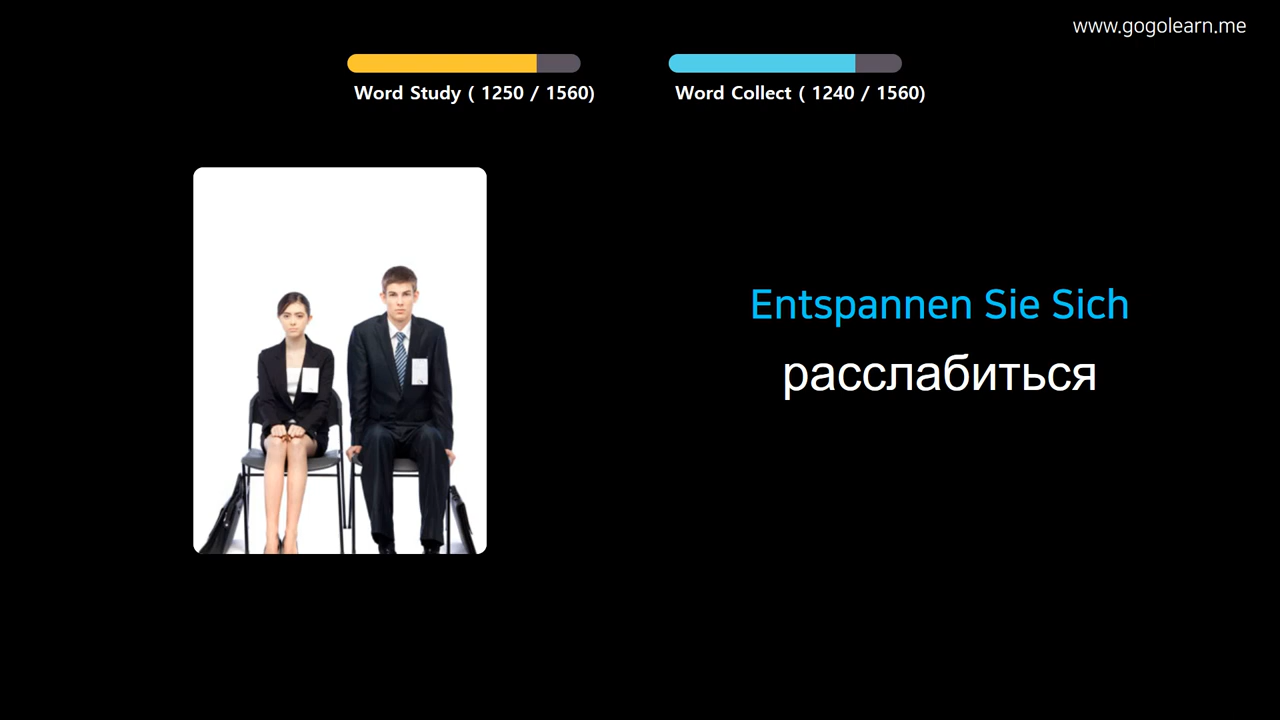 www.gogolearn.me
Word Study ( 1250 / 1560)
Word Collect ( 1240 / 1560)
Entspannen Sie Sich
расслабиться